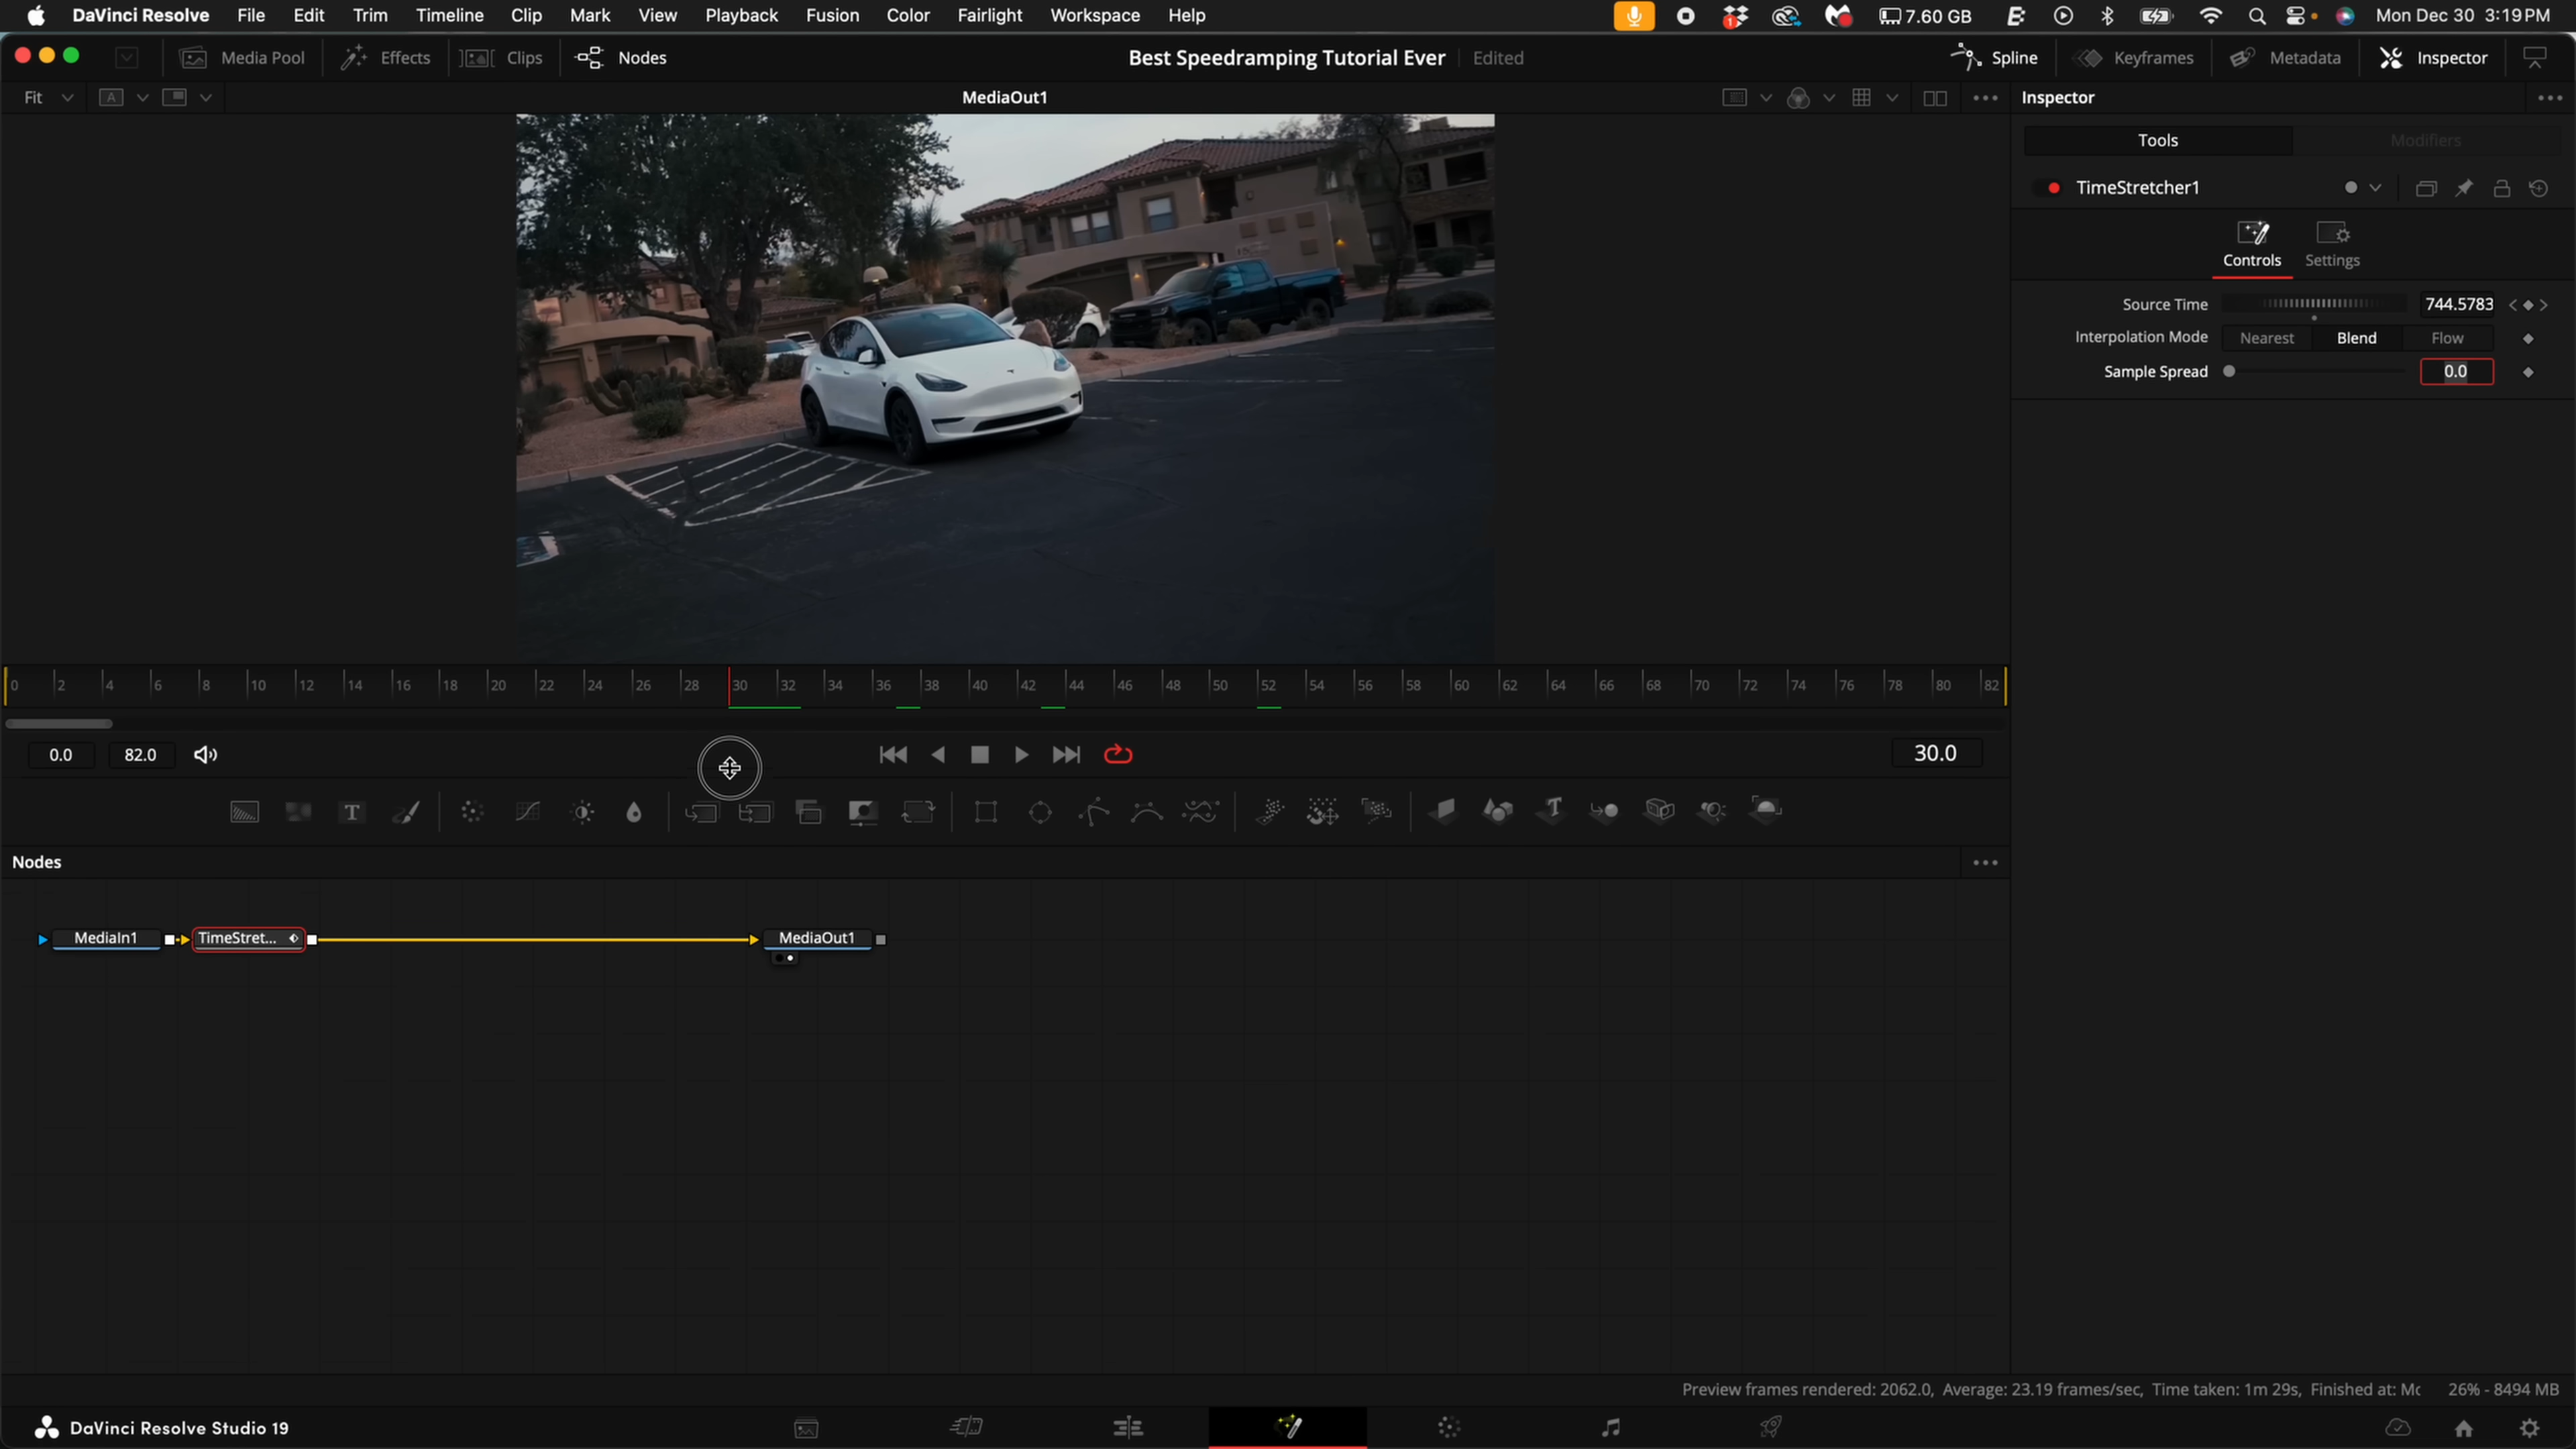 DaVinci Resolve File Edit Trim Timeline Clip Mark View Playback Fusion Color Fairlight Workspace Help 1 7.60 GB Mon Dec 30 3:19 PM
Media Pool Effects Clips Nodes Best Speedramping Tutorial Ever Edited Spline Keyframes Metadata Inspector
Fit A MediaOut1 Inspector
Tools Modifiers
TimeStretcher1
Controls Settings
Source Time 744.5783
Interpolation Mode Nearest Blend Flow
Sample Spread 0.0
0 2 4 6 8 10 12 14 16 18 20 22 24 26 28 30 32 34 36 38 40 42 44 46 48 50 52 54 56 58 60 62 64 66 68 70 72 74 76 78 80 82
0.0 82.0 30.0
T T
Nodes
MediaIn1 TimeStret... MediaOut1
Preview frames rendered: 2062.0, Average: 23.19 frames/sec, Time taken: 1m 29s, Finished at: Mc 26% - 8494 MB
DaVinci Resolve Studio 19